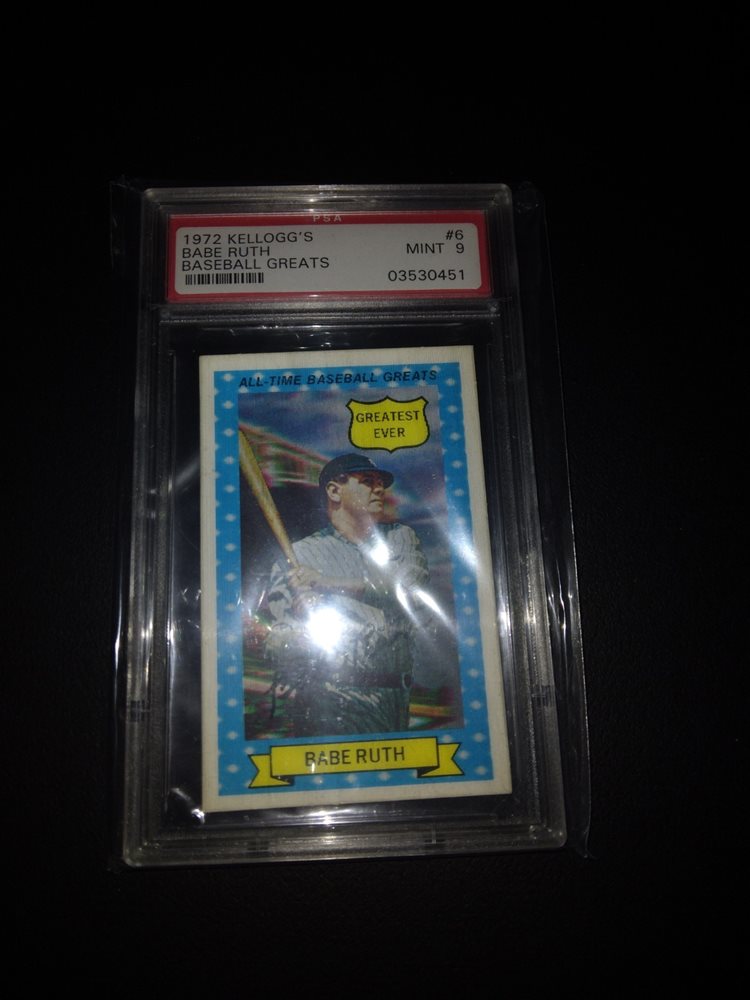 PSA
1972 KELLOGG'S #6
BABE RUTH MINT 9
BASEBALL GREATS
03530451
ALL-TIME BASEBALL GREATS
GREATEST
EVER
BABE RUTH